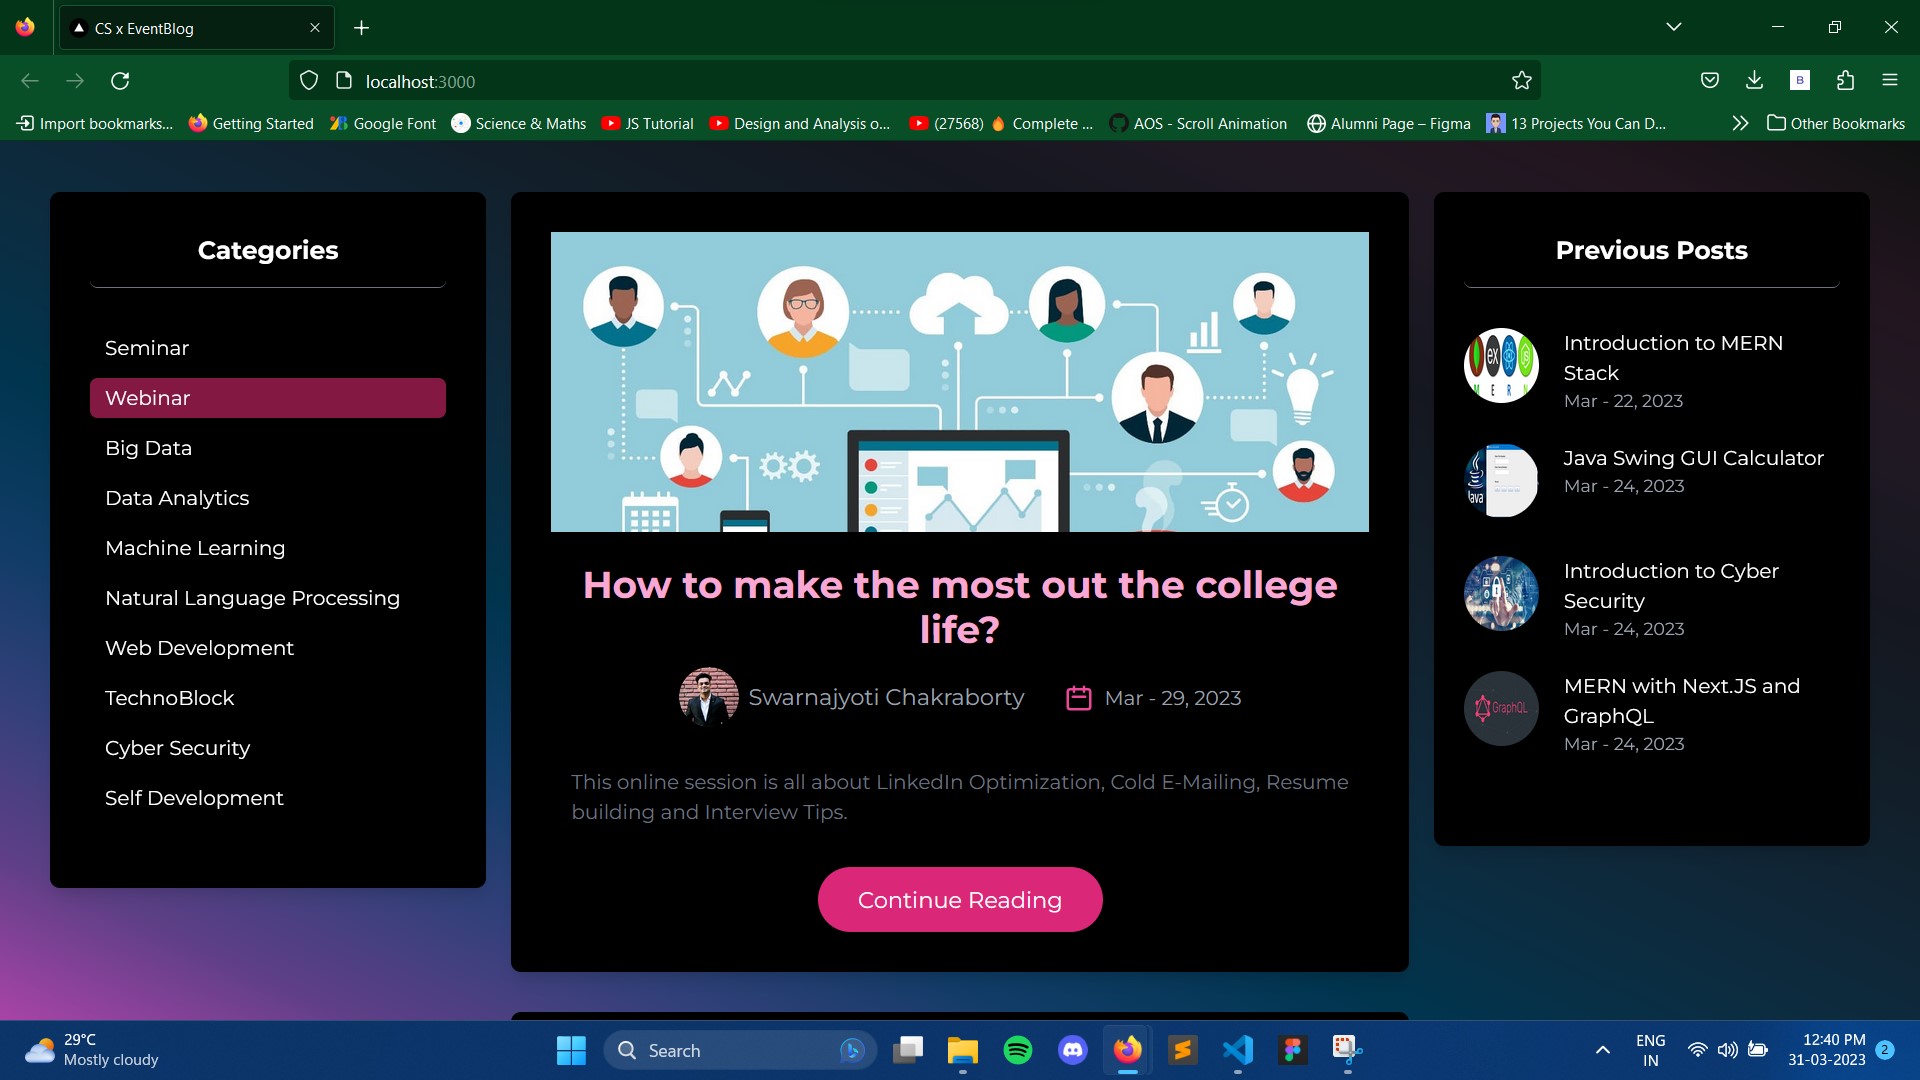 CS x EventBlog
localhost:3000
Import bookmarks...
Getting Started
Google Font
Science & Maths
JS Tutorial
Design and Analysis o...
(27568) 🔥 Complete ...
AOS - Scroll Animation
Alumni Page – Figma
13 Projects You Can D...
Other Bookmarks
Categories
Seminar
Webinar
Big Data
Data Analytics
Machine Learning
Natural Language Processing
Web Development
TechnoBlock
Cyber Security
Self Development
How to make the most out the college
life?
Swarnajyoti Chakraborty
Mar - 29, 2023
This online session is all about LinkedIn Optimization, Cold E-Mailing, Resume
building and Interview Tips.
Continue Reading
Previous Posts
ex
M E R N
Introduction to MERN
Stack
Mar - 22, 2023
Java
Java Swing GUI Calculator
Mar - 24, 2023
Introduction to Cyber
Security
Mar - 24, 2023
GraphQL
MERN with Next.JS and
GraphQL
Mar - 24, 2023
29°C
Mostly cloudy
Search
ENG
IN
12:40 PM
31-03-2023
2